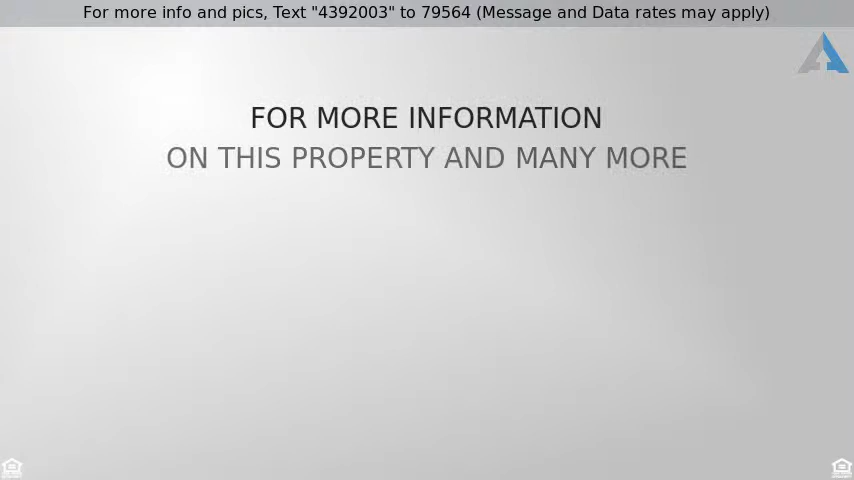 For more info and pics, Text "4392003" to 79564 (Message and Data rates may apply)
FOR MORE INFORMATION
ON THIS PROPERTY AND MANY MORE